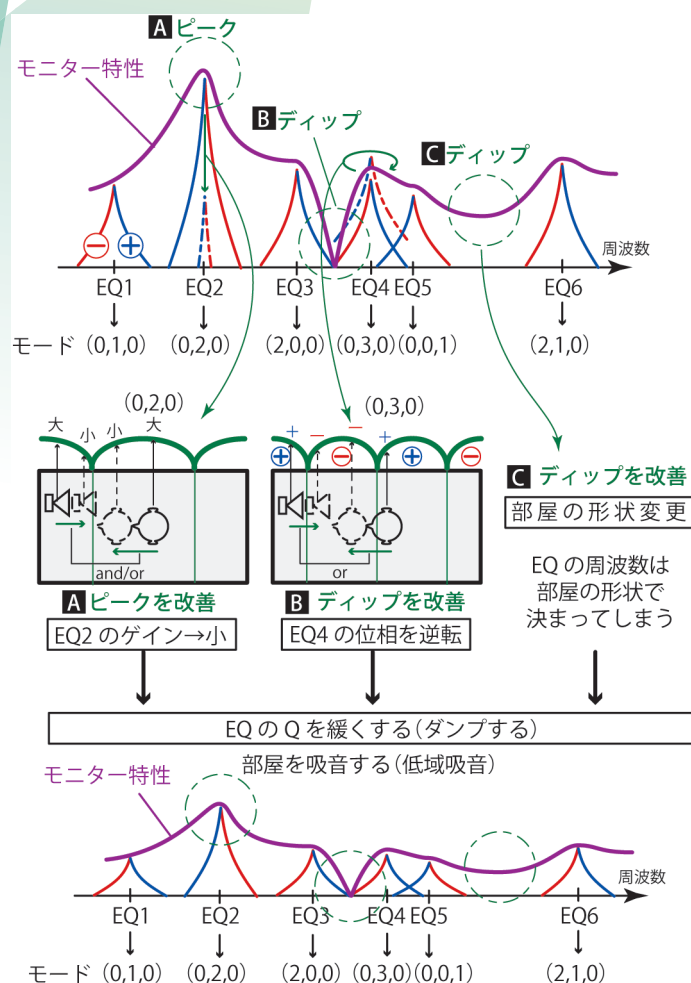 A ピーク
モニター特性
B ディップ
C ディップ
− +
周波数
EQ1 EQ2 EQ3 EQ4 EQ5 EQ6
モード (0,1,0) (0,2,0) (2,0,0) (0,3,0) (0,0,1) (2,1,0)
(0,2,0)
大 小 小 大
and/or
A ピークを改善
EQ2 のゲイン→小
(0,3,0)
+ − − +
+ − + −
or
B ディップを改善
EQ4 の位相を逆転
C ディップを改善
部屋の形状変更
EQ の周波数は
部屋の形状で
決まってしまう
EQ の Q を緩くする(ダンプする)
部屋を吸音する(低域吸音)
モニター特性
周波数
EQ1 EQ2 EQ3 EQ4 EQ5 EQ6
モード (0,1,0) (0,2,0) (2,0,0) (0,3,0) (0,0,1) (2,1,0)